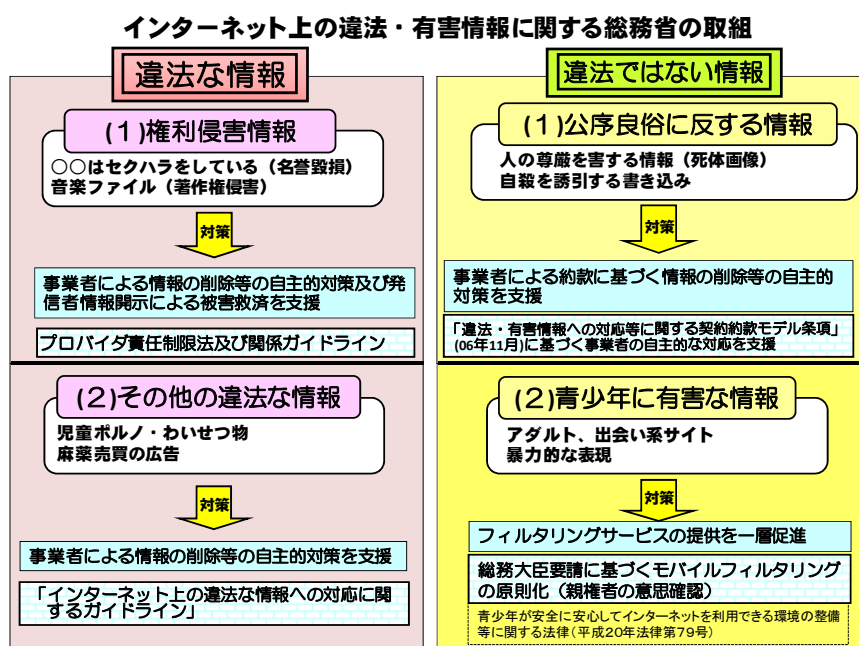 インターネット上の違法・有害情報に関する総務省の取組
違法な情報
(1)権利侵害情報
○○はセクハラをしている（名誉毀損）
音楽ファイル（著作権侵害）
対策
事業者による情報の削除等の自主的対策及び発
信者情報開示による被害救済を支援
プロバイダ責任制限法及び関係ガイドライン
(2)その他の違法な情報
児童ポルノ・わいせつ物
麻薬売買の広告
対策
事業者による情報の削除等の自主的対策を支援
「インターネット上の違法な情報への対応に関
するガイドライン」
違法ではない情報
(1)公序良俗に反する情報
人の尊厳を害する情報（死体画像）
自殺を誘引する書き込み
対策
事業者による約款に基づく情報の削除等の自主的
対策を支援
「違法・有害情報への対応等に関する契約約款モデル条項」
(06年11月)に基づく事業者の自主的な対応を支援
(2)青少年に有害な情報
アダルト、出会い系サイト
暴力的な表現
対策
フィルタリングサービスの提供を一層促進
総務大臣要請に基づくモバイルフィルタリング
の原則化（親権者の意思確認）
青少年が安全に安心してインターネットを利用できる環境の整備
等に関する法律（平成20年法律第79号）